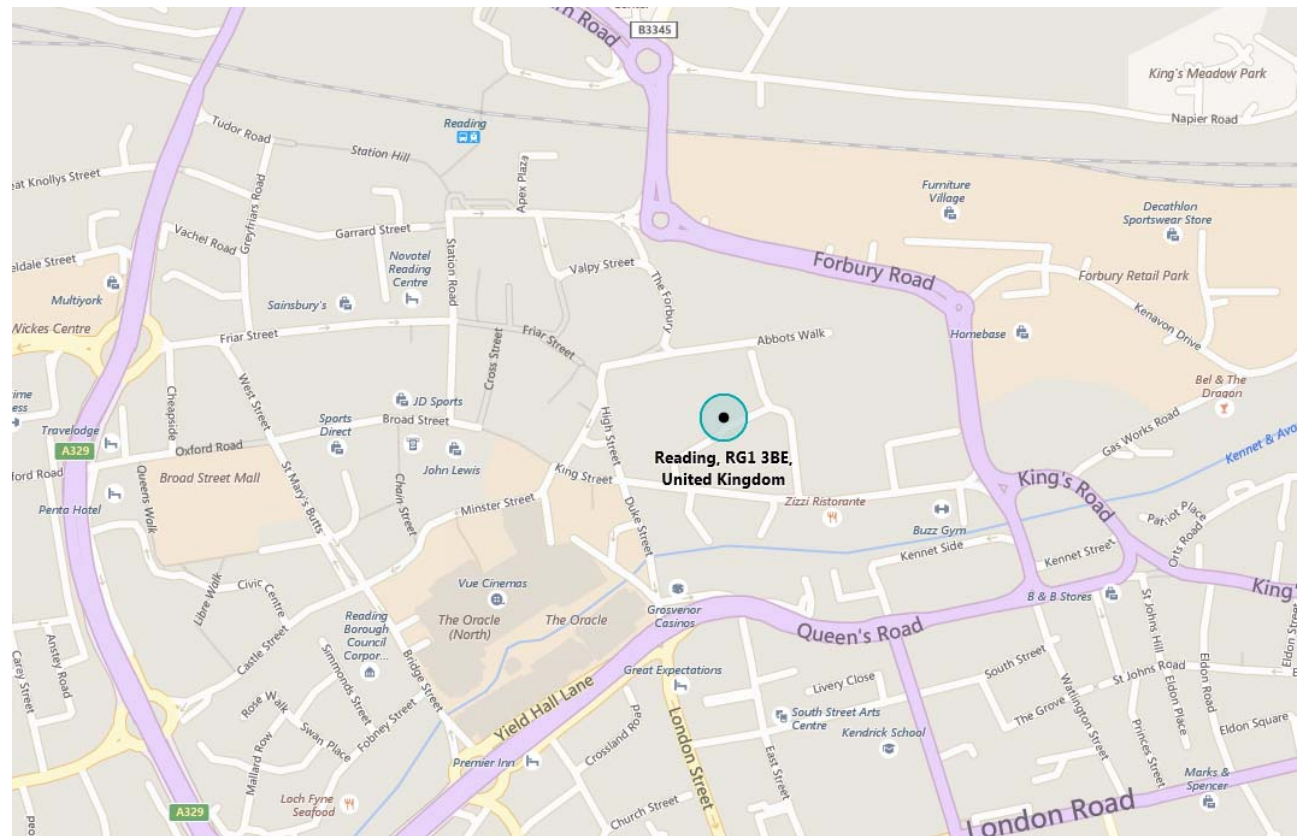 B3345
King's Meadow Park
Napier Road
Reading
Tudor Road
Station Hill
Apex Plaza
Knollys Street
Greyfriars Road
Furniture
Village
Decathlon
Sportswear Store
Vachel Road
Garrard Street
Station Road
Novotel
Reading
Centre
Valpy Street
The Forbury
Forbury Road
Forbury Retail Park
Multiyork
Sainsbury's
Wickes Centre
Friar Street
Friar Street
Cross Street
Abbots Walk
Homebase
Kenavon Drive
Cheapside
West Street
JD Sports
Sports
Direct
Broad Street
High Street
Bel & The
Dragon
Travelodge
A329
Oxford Road
Gas Works Road
Broad Street Mall
John Lewis
King Street
Reading, RG1 3BE,
United Kingdom
Penta Hotel
Queens Walk
St Mary's Butts
Chain Street
Minster Street
Duke Street
Zizzi Ristorante
King's Road
Buzz Gym
Patriot Place
Orts Road
Kennet Side
Kennet Street
Libre Walk
Civic Centre
Vue Cinemas
The Oracle
(North)
The Oracle
Grosvenor
Casinos
B & B Stores
Queen's Road
Reading
Borough
Council
Corpor...
Castle Street
Simmonds Street
Bridge Street
Anstey Road
Carey Street
Great Expectations
South Street
St Johns Hill
St Johns Road
Eldon Road
Eldon Street
Livery Close
Rose Walk
Swan Place
Fobney Street
Yield Hall Lane
London Street
South Street Arts
Centre
Kendrick School
The Grove
Watlington Street
Princes Street
Eldon Place
Eldon Square
Mallard Row
Premier Inn
Crossland Road
East Street
Loch Fyne
Seafood
A329
Church Street
Marks &
Spencer
London Road